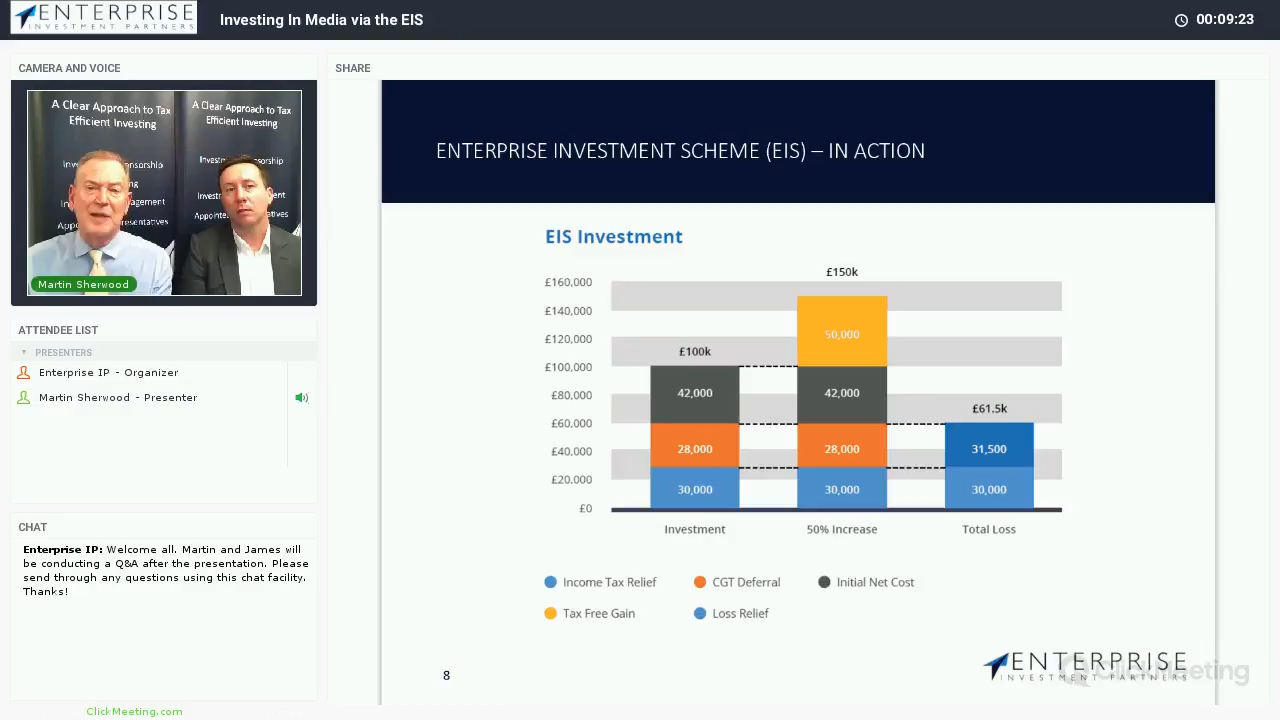 ENTERPRISE
INVESTMENT PARTNERS
Investing In Media via the EIS
00:09:23
CAMERA AND VOICE
A Clear Approach to Tax
Efficient Investing
A Clear Approach to Tax
Efficient Investing
Martin Sherwood
ATTENDEE LIST
PRESENTERS
Enterprise IP - Organizer
Martin Sherwood - Presenter
CHAT
Enterprise IP: Welcome all. Martin and James will
be conducting a Q&A after the presentation. Please
send through any questions using this chat facility.
Thanks!
ClickMeeting.com
SHARE
ENTERPRISE INVESTMENT SCHEME (EIS) – IN ACTION
EIS Investment
£160,000
£140,000
£120,000
£100,000
£80,000
£60,000
£40,000
£20.000
£0
£100k
42,000
28,000
30,000
£150k
50,000
42,000
28,000
30,000
£61.5k
31,500
30,000
Investment
50% Increase
Total Loss
Income Tax Relief
CGT Deferral
Initial Net Cost
Tax Free Gain
Loss Relief
8
ENTERPRISE
INVESTMENT PARTNERS
ClickMeeting